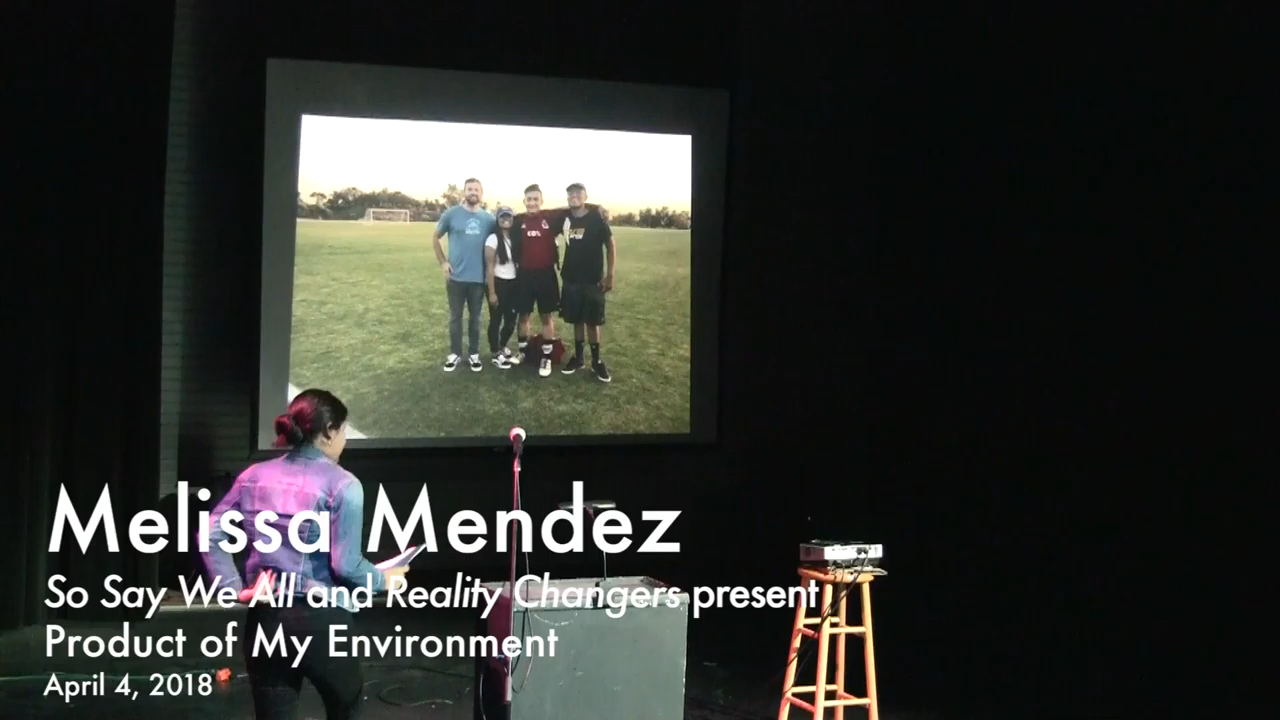 Melissa Mendez
So Say We All and Reality Changers present
Product of My Environment
April 4, 2018